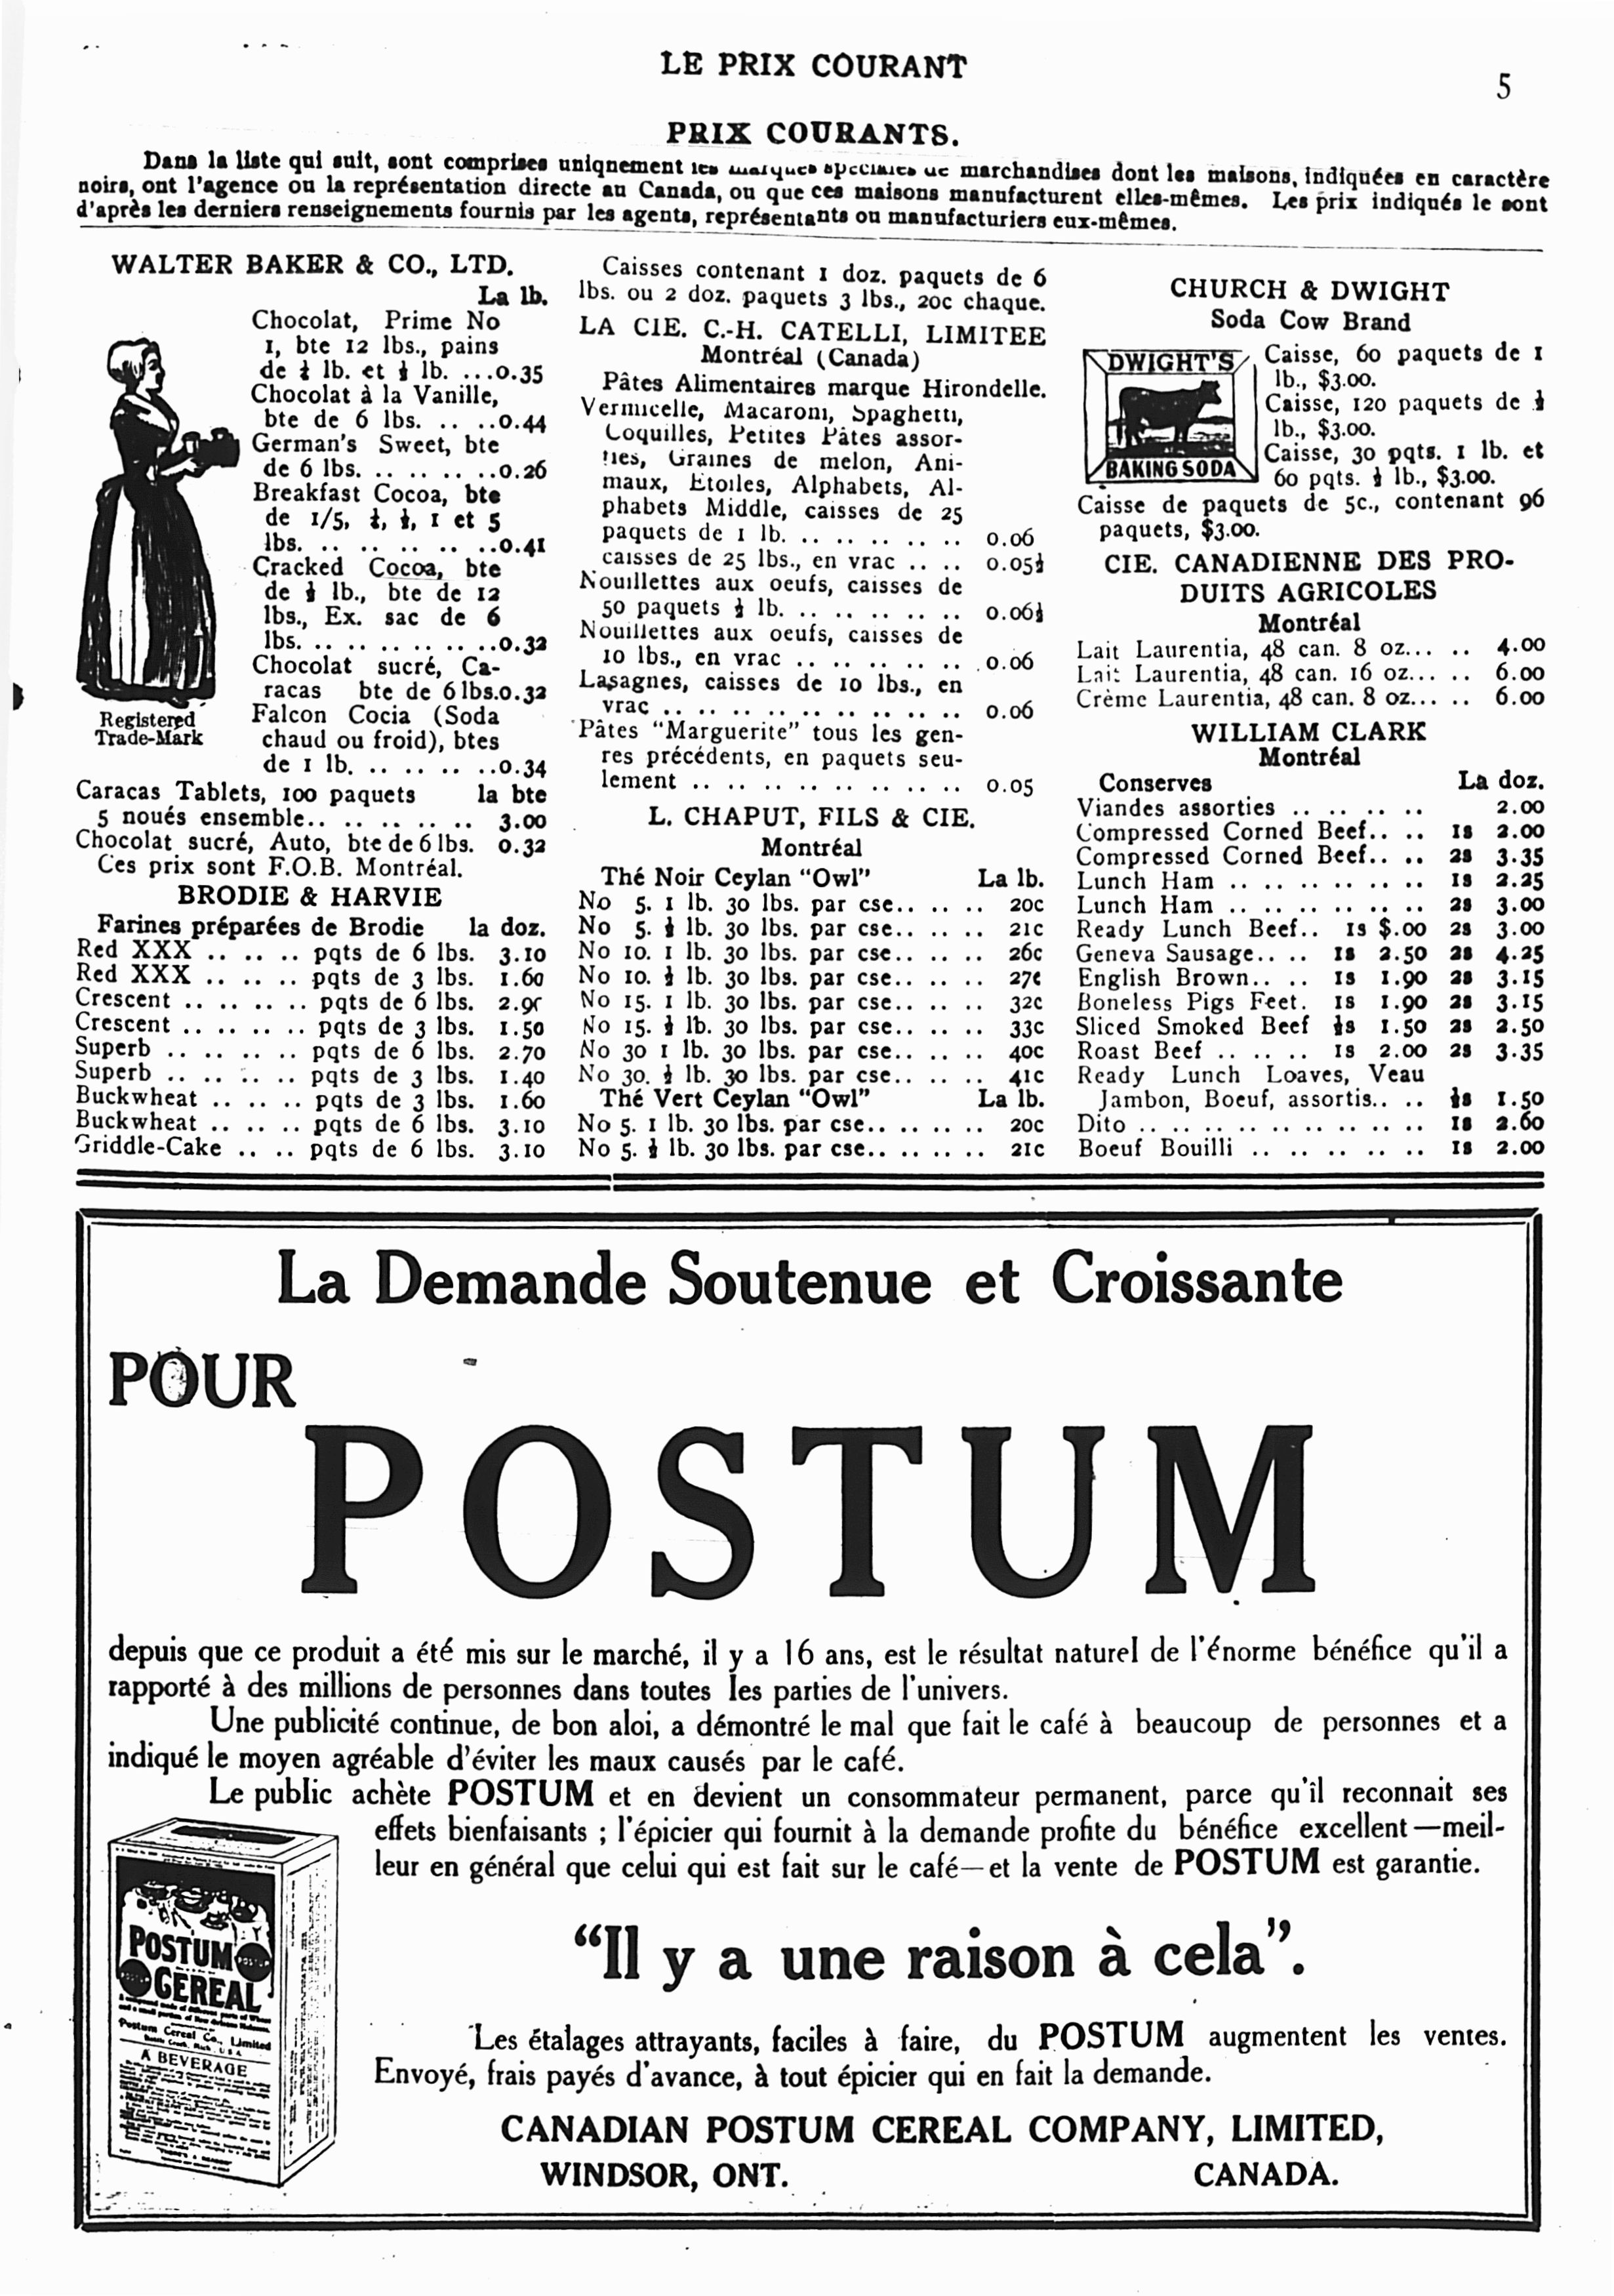 LE PRIX COURANT
5
PRIX COURANTS.
Dans la liste qui suit, sont comprises uniquement les marques spéciales de marchandises dont les maisons, indiquées en caractère
noirs, ont l'agence ou la représentation directe au Canada, ou que ces maisons manufacturent elles-mêmes. Les prix indiqués le sont
d'après les derniers renseignements fournis par les agents, représentants ou manufacturiers eux-mêmes.
WALTER BAKER & CO., LTD.
La lb.
Chocolat, Prime No
1, bte 12 lbs., pains
de ¼ lb. et ½ lb. ...0.35
Chocolat à la Vanille,
bte de 6 lbs. .. ..0.44
German's Sweet, bte
de 6 lbs. .. .. .. ..0.26
Breakfast Cocoa, bte
de 1/5, ¼, ½, 1 et 5
lbs. .. .. .. .. .. ..0.41
Cracked Cocoa, bte
de ½ lb., bte de 12
lbs., Ex. sac de 6
lbs. .. .. .. .. .. ..0.32
Chocolat sucré, Ca-
racas bte de 6 lbs.0.32
Falcon Cocia (Soda
chaud ou froid), btes
de 1 lb. .. .. .. ..0.34
Registered
Trade-Mark
Caracas Tablets, 100 paquets la bte
5 noués ensemble.. .. .. .. .. 3.00
Chocolat sucré, Auto, bte de 6 lbs. 0.32
Ces prix sont F.O.B. Montréal.
BRODIE & HARVIE
Farines préparées de Brodie la doz.
Red XXX .. .. .. pqts de 6 lbs. 3.10
Red XXX .. .. .. pqts de 3 lbs. 1.60
Crescent .. .. .. .. pqts de 6 lbs.
Crescent .. .. .. .. pqts de 3 lbs. 1.50
Superb .. .. .. .. pqts de 6 lbs. 2.70
Superb .. .. .. .. pqts de 3 lbs. 1.40
Buckwheat .. .. .. pqts de 3 lbs. 1.60
Buckwheat .. .. .. pqts de 6 lbs. 3.10
Griddle-Cake .. .. pqts de 6 lbs. 3.10
Caisses contenant 1 doz. paquets de 6
lbs. ou 2 doz. paquets 3 lbs., 20c chaque.
LA CIE. C.-H. CATELLI, LIMITEE
Montréal (Canada)
Pâtes Alimentaires marque Hirondelle.
Vermicelle, Macaroni, Spaghetti,
Coquilles, Petites Pâtes assor-
ties, Graines de melon, Ani-
maux, Etoiles, Alphabets, Al-
phabets Middle, caisses de 25
paquets de 1 lb. .. .. .. .. .. 0.06
caisses de 25 lbs., en vrac .. .. 0.05½
Nouillettes aux oeufs, caisses de
50 paquets ½ lb. .. .. .. .. .. 0.06½
Nouillettes aux oeufs, caisses de
10 lbs., en vrac .. .. .. .. .. 0.06
Lasagnes, caisses de 10 lbs., en
vrac .. .. .. .. .. .. .. .. .. 0.06
Pâtes "Marguerite" tous les gen-
res précédents, en paquets seu-
lement .. .. .. .. .. .. .. .. 0.05
L. CHAPUT, FILS & CIE.
Montréal
Thé Noir Ceylan "Owl" La lb.
No 5. 1 lb. 30 lbs. par cse.. .. .. 20c
No 5. ½ lb. 30 lbs. par cse.. .. .. 21c
No 10. 1 lb. 30 lbs. par cse.. .. .. 26c
No 10. ½ lb. 30 lbs. par cse.. .. .. 27c
No 15. 1 lb. 30 lbs. par cse.. .. .. 32c
No 15. ½ lb. 30 lbs. par cse.. .. .. 33c
No 30 1 lb. 30 lbs. par cse.. .. .. 40c
No 30. ½ lb. 30 lbs. par cse.. .. .. 41c
Thé Vert Ceylan "Owl" La lb.
No 5. 1 lb. 30 lbs. par cse.. .. .. .. 20c
No 5. ½ lb. 30 lbs. par cse.. .. .. .. 21c
CHURCH & DWIGHT
Soda Cow Brand
DWIGHT'S
BAKING SODA
Caisse, 60 paquets de 1
lb., $3.00.
Caisse, 120 paquets de ½
lb., $3.00.
Caisse, 30 pqts. 1 lb. et
60 pqts. ½ lb., $3.00.
Caisse de paquets de 5c., contenant 96
paquets, $3.00.
CIE. CANADIENNE DES PRO-
DUITS AGRICOLES
Montréal
Lait Laurentia, 48 can. 8 oz... .. 4.00
Lait Laurentia, 48 can. 16 oz... .. 6.00
Crème Laurentia, 48 can. 8 oz... .. 6.00
WILLIAM CLARK
Montréal
Conserves La doz.
Viandes assorties .. .. .. .. 2.00
Compressed Corned Beef.. .. 1s 2.00
Compressed Corned Beef.. .. 2s 3.35
Lunch Ham .. .. .. .. .. .. 1s 2.25
Lunch Ham .. .. .. .. .. .. 2s 3.00
Ready Lunch Beef.. 1s $.00 2s 3.00
Geneva Sausage.. .. 1s 2.50 2s 4.25
English Brown.. .. 1s 1.90 2s 3.15
Boneless Pigs Feet. 1s 1.90 2s 3.15
Sliced Smoked Beef ½s 1.50 2s 2.50
Roast Beef .. .. .. 1s 2.00 2s 3.35
Ready Lunch Loaves, Veau
Jambon, Boeuf, assortis.. .. ½s 1.50
Dito .. .. .. .. .. .. .. .. .. 1s 2.60
Boeuf Bouilli .. .. .. .. .. 1s 2.00
La Demande Soutenue et Croissante
POUR
POSTUM
depuis que ce produit a été mis sur le marché, il y a 16 ans, est le résultat naturel de l'énorme bénéfice qu'il a
rapporté à des millions de personnes dans toutes les parties de l'univers.
Une publicité continue, de bon aloi, a démontré le mal que fait le café à beaucoup de personnes et a
indiqué le moyen agréable d'éviter les maux causés par le café.
Le public achète POSTUM et en devient un consommateur permanent, parce qu'il reconnait ses
effets bienfaisants ; l'épicier qui fournit à la demande profite du bénéfice excellent—meil-
leur en général que celui qui est fait sur le café—et la vente de POSTUM est garantie.
POSTUM
CEREAL
Postum Cereal Co., Limited
A BEVERAGE
"Il y a une raison à cela".
Les étalages attrayants, faciles à faire, du POSTUM augmentent les ventes.
Envoyé, frais payés d'avance, à tout épicier qui en fait la demande.
CANADIAN POSTUM CEREAL COMPANY, LIMITED,
WINDSOR, ONT. CANADA.